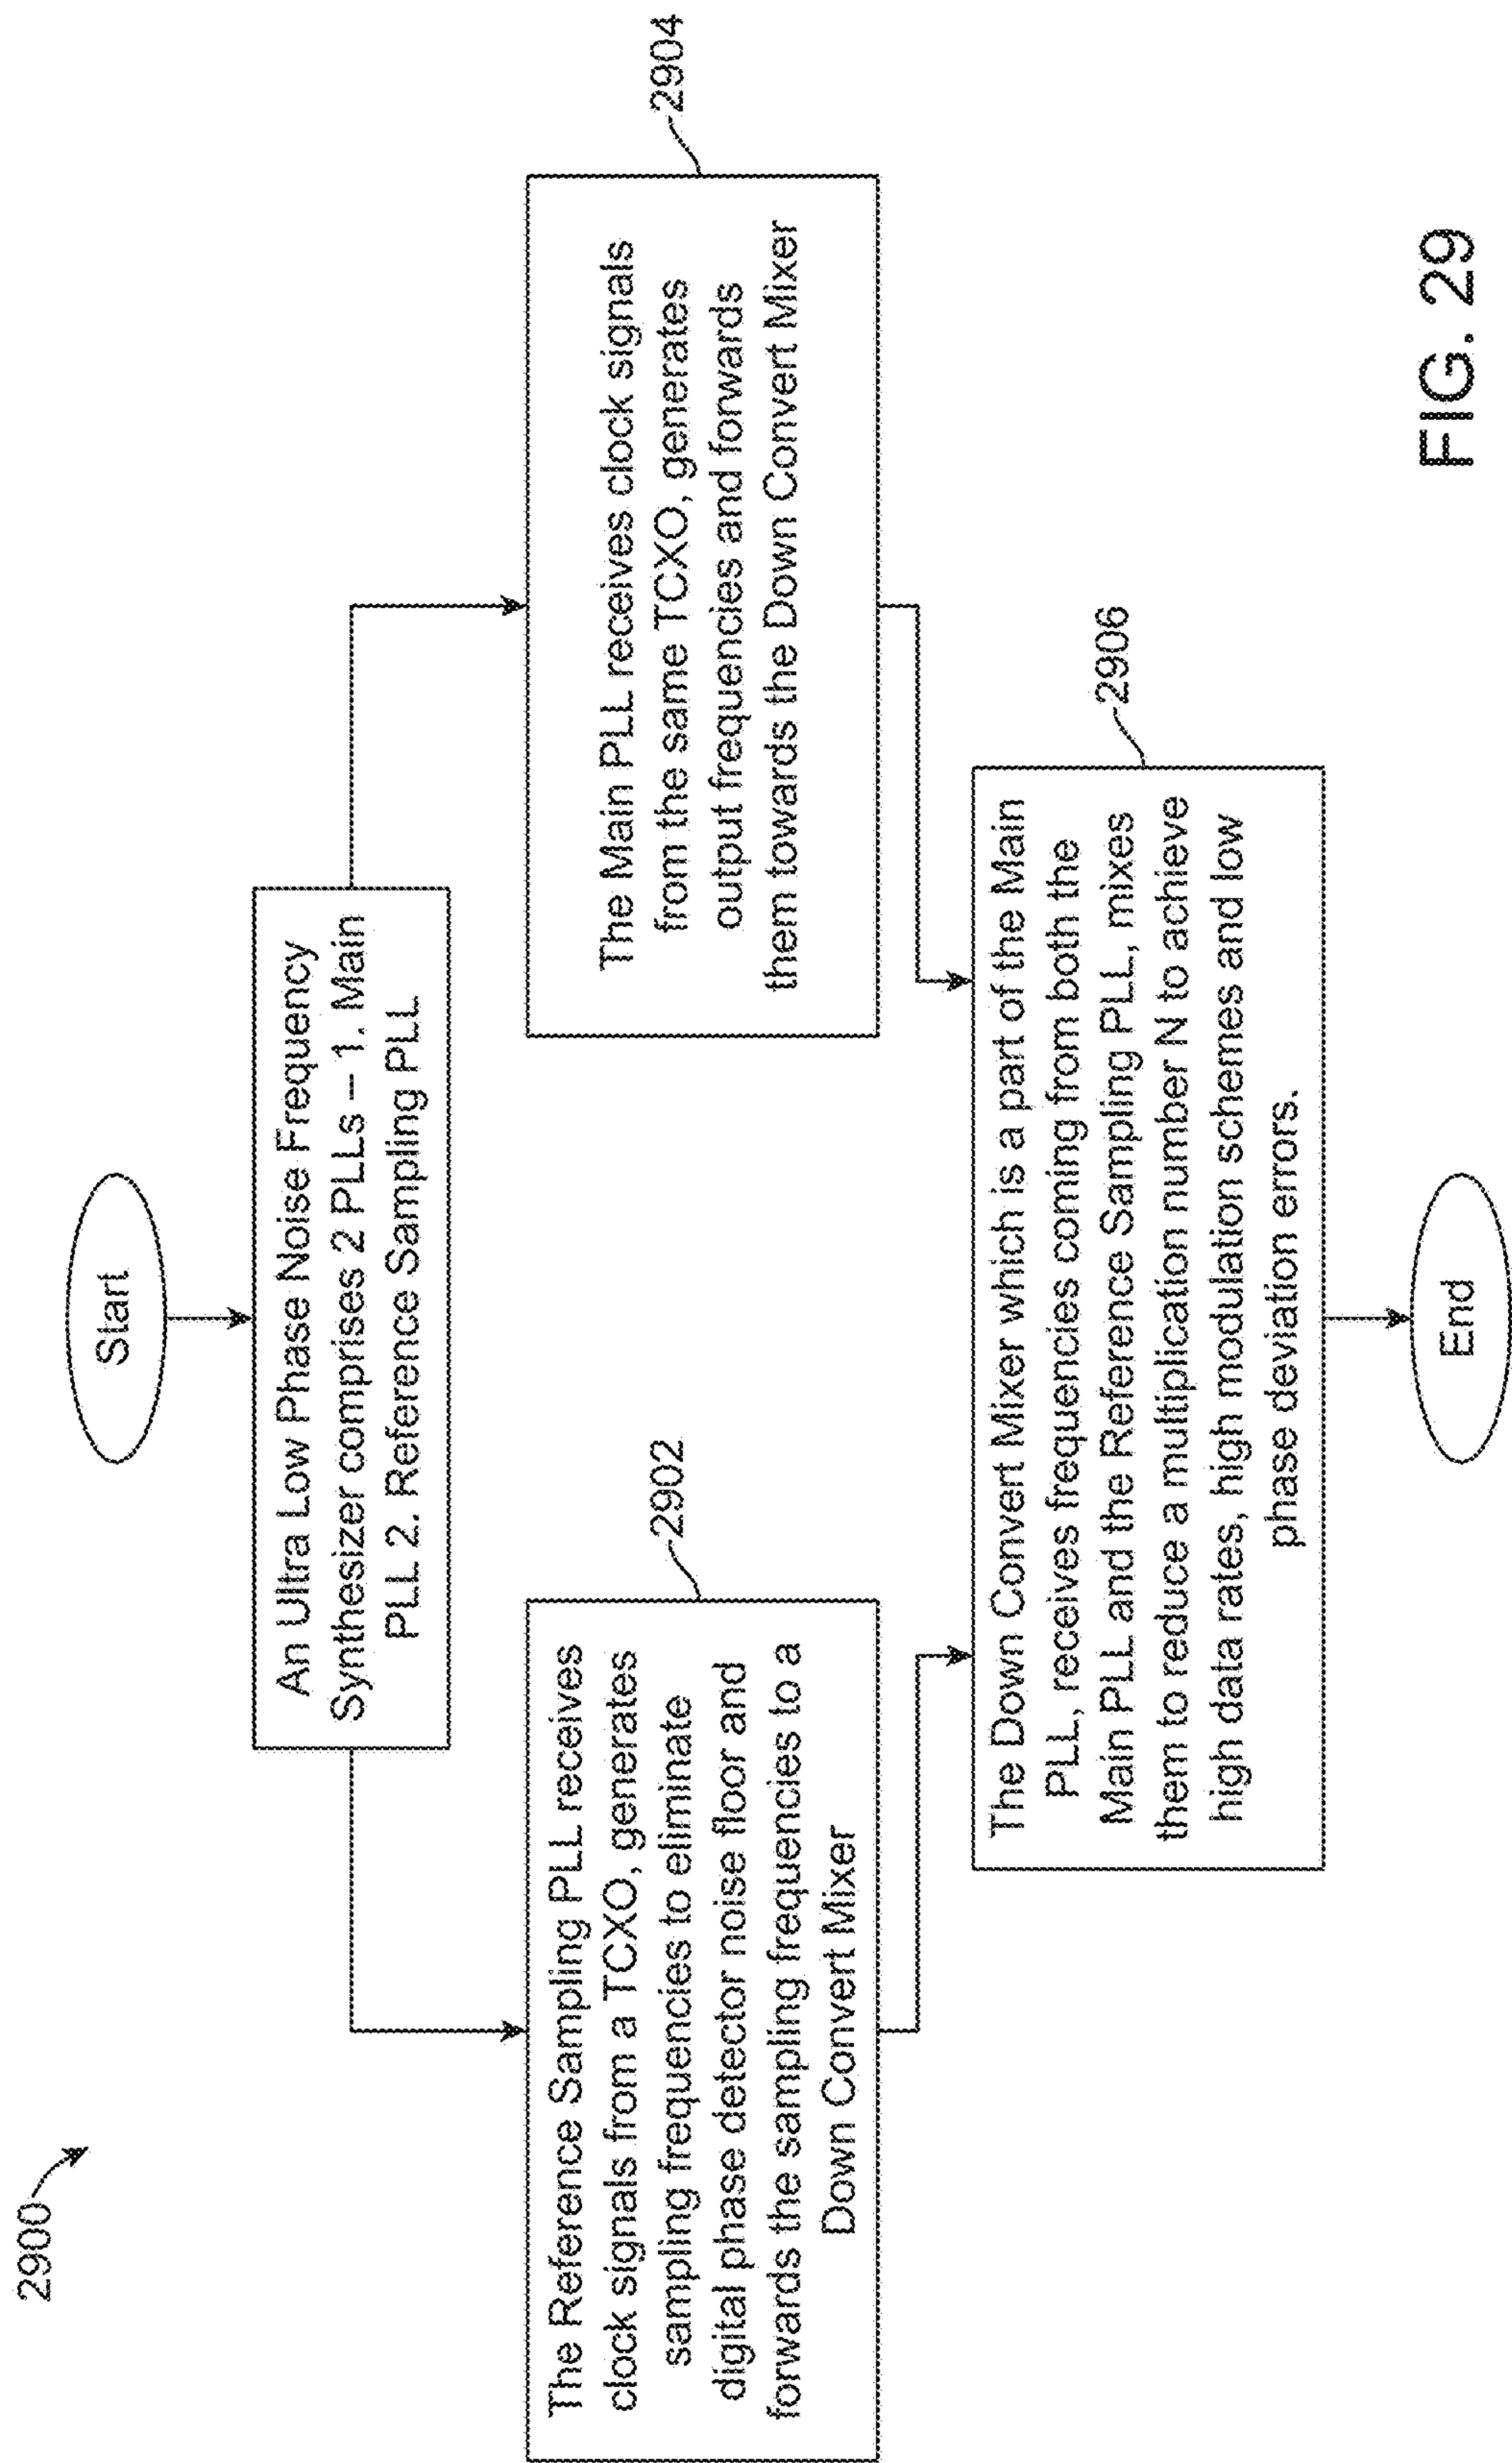 2900
Start
An Ultra Low Phase Noise Frequency
Synthesizer comprises 2 PLLs – 1. Main
PLL 2. Reference Sampling PLL
2902
The Reference Sampling PLL receives
clock signals from a TCXO, generates
sampling frequencies to eliminate
digital phase detector noise floor and
forwards the sampling frequencies to a
Down Convert Mixer
2904
The Main PLL receives clock signals
from the same TCXO, generates
output frequencies and forwards
them towards the Down Convert Mixer
2906
The Down Convert Mixer which is a part of the Main
PLL, receives frequencies coming from both the
Main PLL and the Reference Sampling PLL, mixes
them to reduce a multiplication number N to achieve
high data rates, high modulation schemes and low
phase deviation errors.
End
FIG. 29